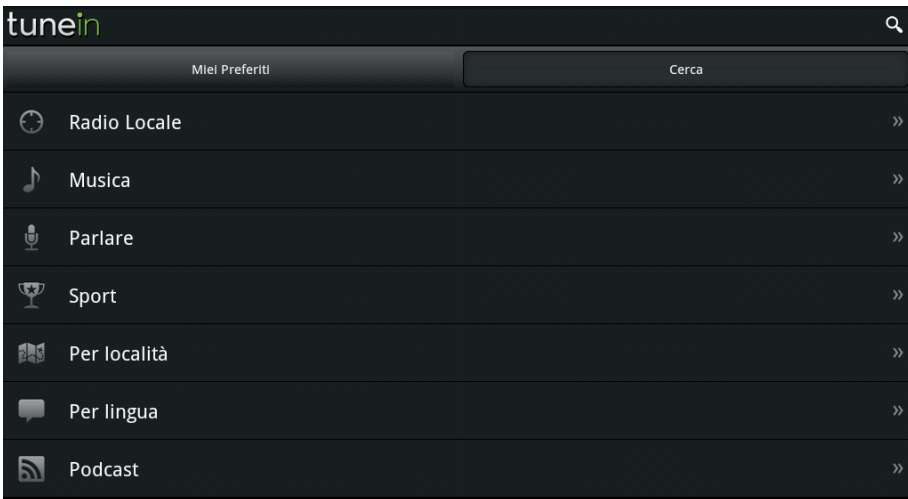 tunein
Miei Preferiti
Cerca
Radio Locale
Musica
Parlare
Sport
Per località
Per lingua
Podcast